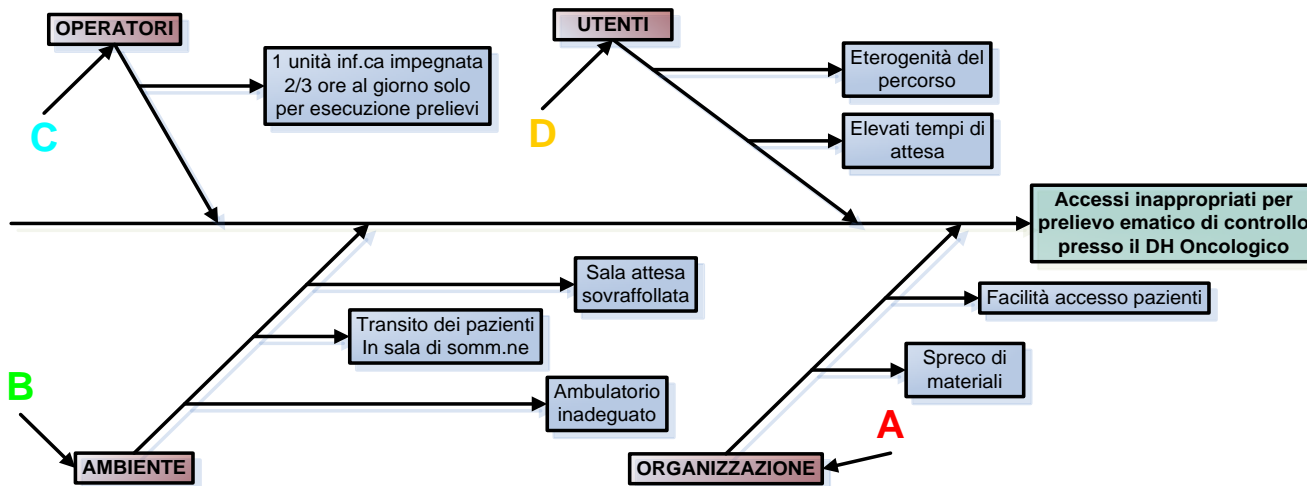 OPERATORI
1 unità inf.ca impegnata
2/3 ore al giorno solo
per esecuzione prelievi
C
UTENTI
Eterogenità del
percorso
Elevati tempi di
attesa
D
Accessi inappropriati per
prelievo ematico di controllo
presso il DH Oncologico
Sala attesa
sovraffollata
Transito dei pazienti
In sala di somm.ne
Ambulatorio
inadeguato
B
AMBIENTE
Facilità accesso pazienti
Spreco di
materiali
A
ORGANIZZAZIONE